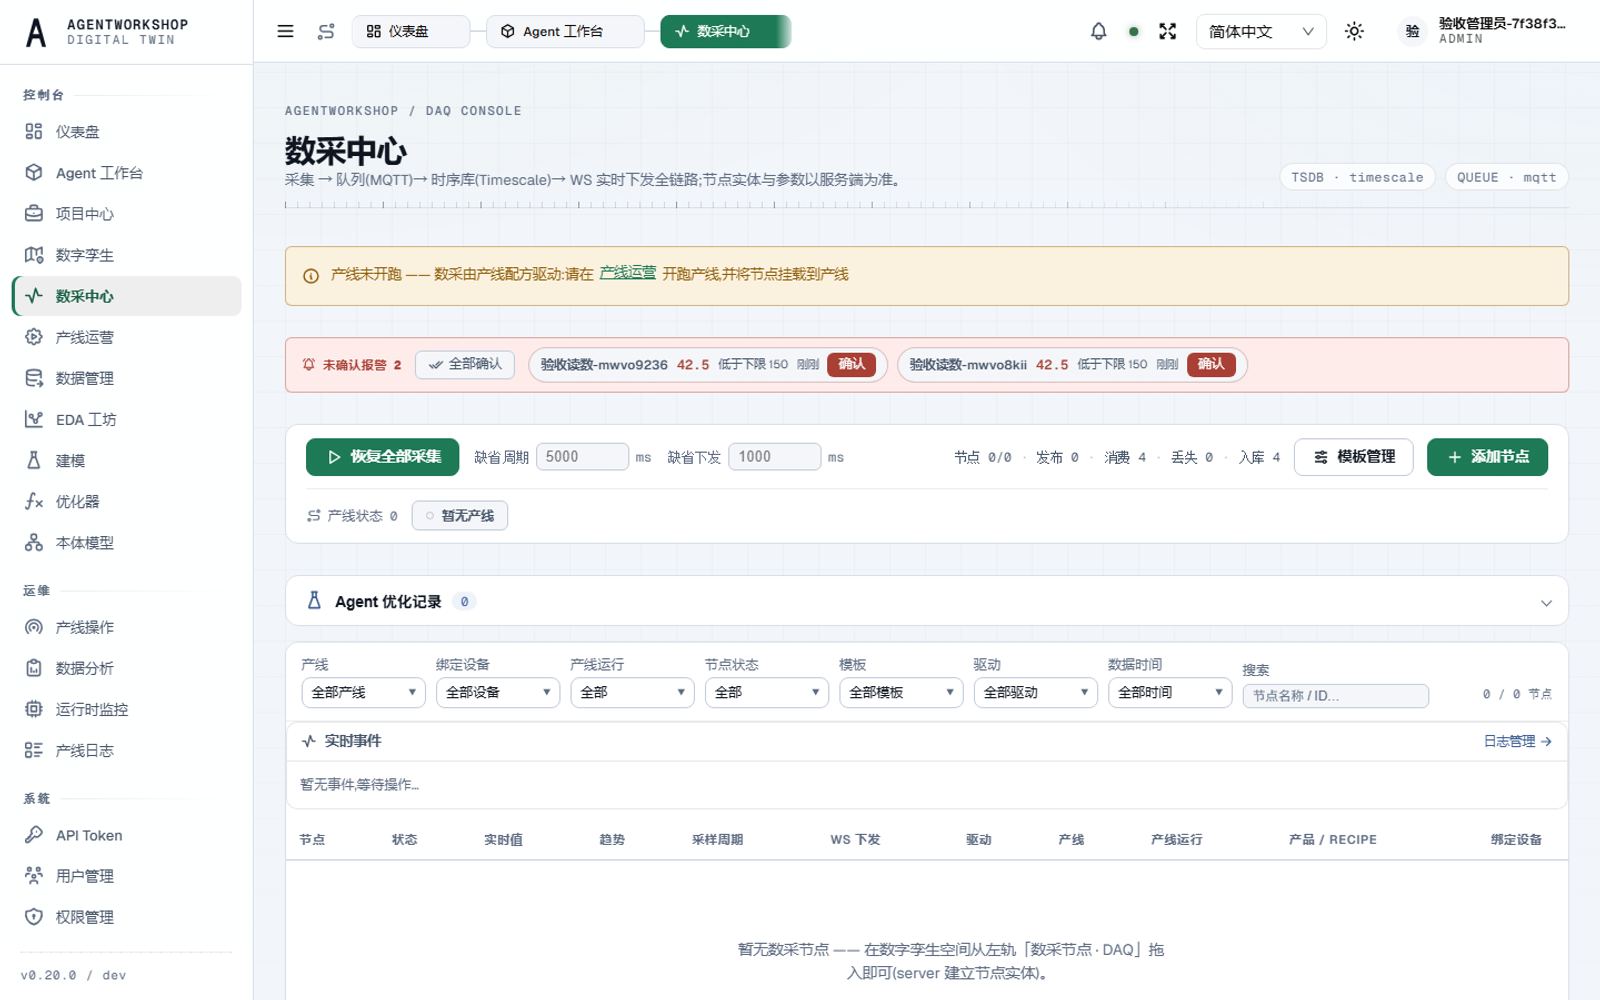 AGENTWORKSHOP
DIGITAL TWIN
仪表盘
Agent 工作台
数采中心
简体中文
验
验收管理员-7f38f3...
ADMIN
控制台
仪表盘
Agent 工作台
项目中心
数字孪生
数采中心
产线运营
数据管理
EDA 工坊
建模
优化器
本体模型
运维
产线操作
数据分析
运行时监控
产线日志
系统
API Token
用户管理
权限管理
v0.20.0 / dev
AGENTWORKSHOP / DAQ CONSOLE
数采中心
采集 → 队列(MQTT)→ 时序库(Timescale)→ WS 实时下发全链路;节点实体与参数以服务端为准。
TSDB · timescale
QUEUE · mqtt
产线未开跑 —— 数采由产线配方驱动:请在 产线运营 开跑产线,并将节点挂载到产线
未确认报警 2 全部确认 验收读数-mwvo9236 42.5 低于下限 150 刚刚 确认 验收读数-mwvo8kii 42.5 低于下限 150 刚刚 确认
恢复全部采集 缺省周期 5000 ms 缺省下发 1000 ms 节点 0/0 · 发布 0 · 消费 4 · 丢失 0 · 入库 4 模板管理 添加节点
产线状态 0 暂无产线
Agent 优化记录 0
产线 绑定设备 产线运行 节点状态 模板 驱动 数据时间 搜索
全部产线 全部设备 全部 全部 全部模板 全部驱动 全部时间 节点名称 / ID... 0 / 0 节点
实时事件 日志管理 →
暂无事件,等待操作...
节点 状态 实时值 趋势 采样周期 WS 下发 驱动 产线 产线运行 产品 / RECIPE 绑定设备
暂无数采节点 —— 在数字孪生空间从左轨「数采节点 · DAQ」拖
入即可(server 建立节点实体)。